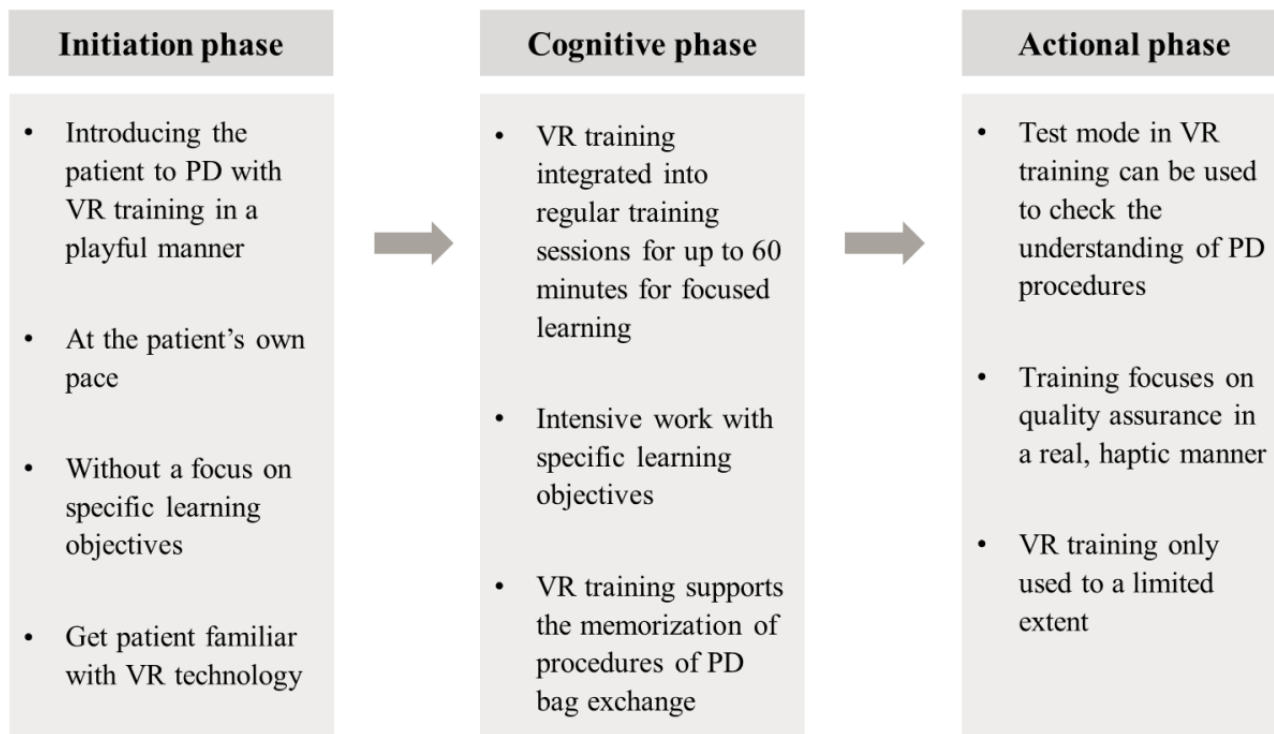 Initiation phase
• Introducing the
patient to PD with
VR training in a
playful manner
• At the patient’s own
pace
• Without a focus on
specific learning
objectives
• Get patient familiar
with VR technology
Cognitive phase
• VR training
integrated into
regular training
sessions for up to 60
minutes for focused
learning
• Intensive work with
specific learning
objectives
• VR training supports
the memorization of
procedures of PD
bag exchange
Actional phase
• Test mode in VR
training can be used
to check the
understanding of PD
procedures
• Training focuses on
quality assurance in
a real, haptic manner
• VR training only
used to a limited
extent